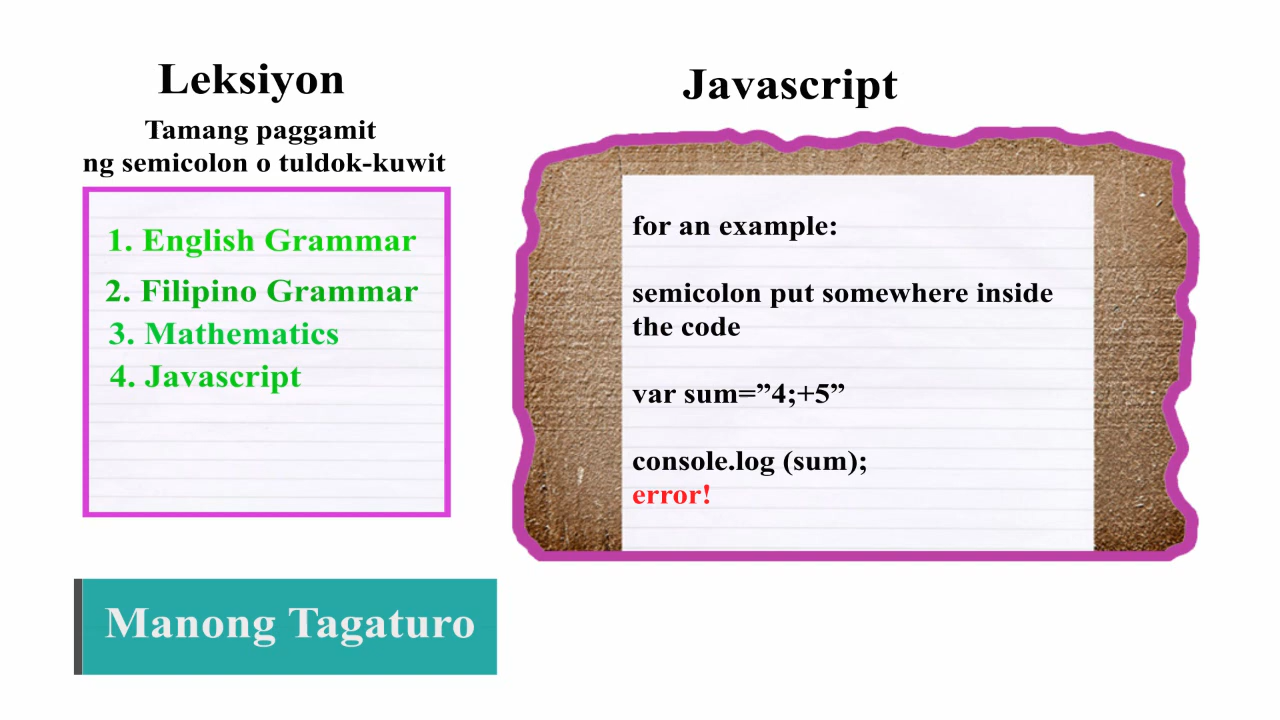 Leksiyon
Tamang paggamit
ng semicolon o tuldok-kuwit
1. English Grammar
2. Filipino Grammar
3. Mathematics
4. Javascript
Manong Tagaturo
Javascript
for an example:
semicolon put somewhere inside
the code
var sum=”4;+5”
console.log (sum);
error!